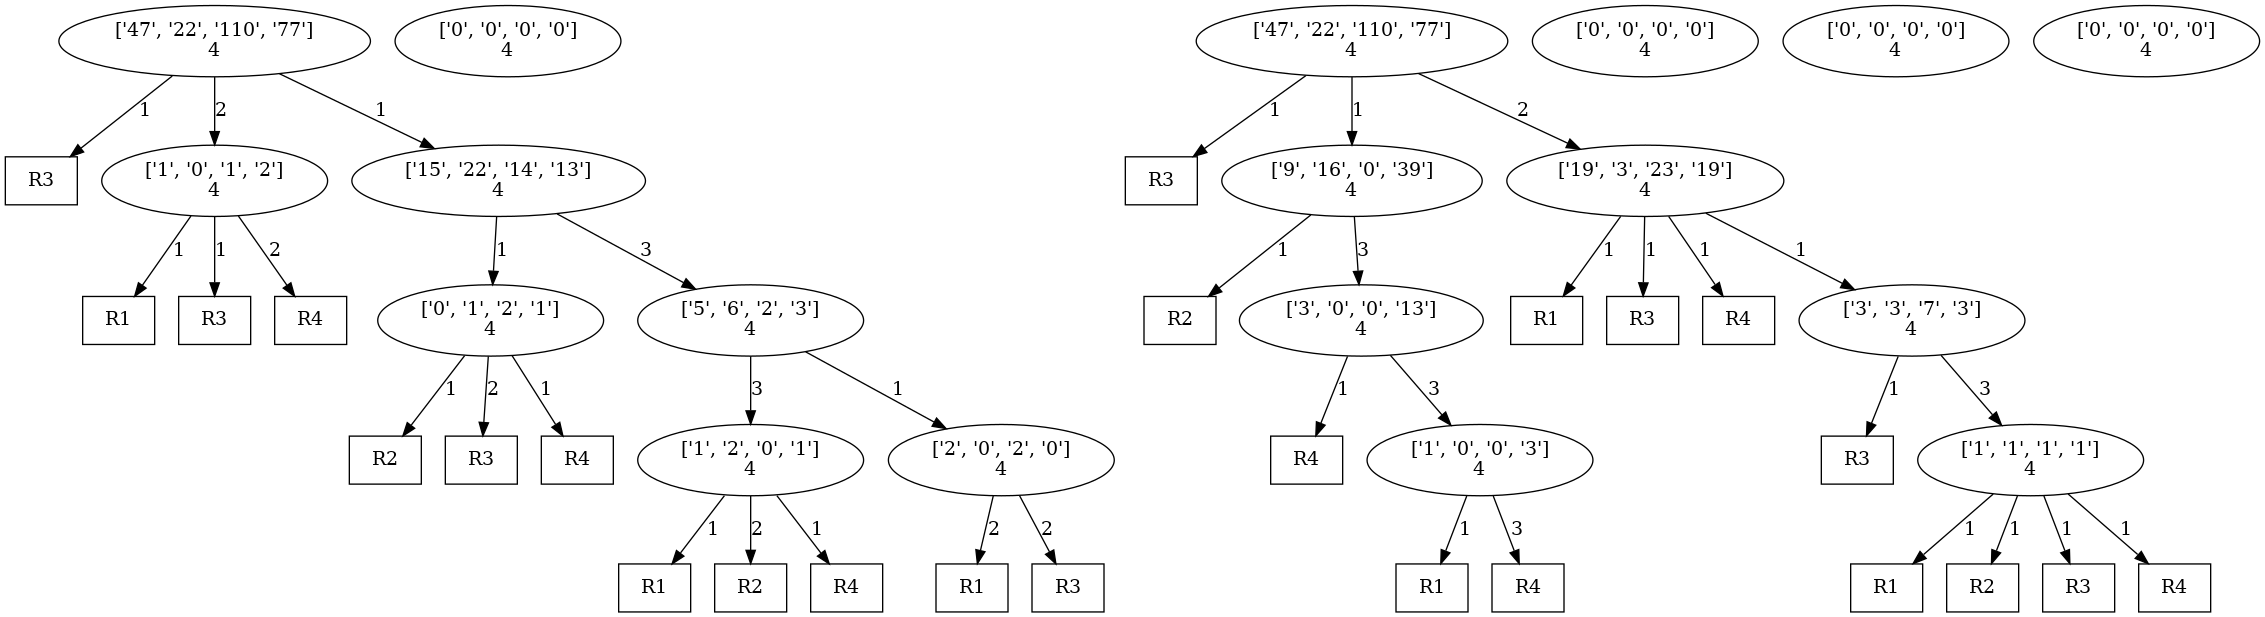 ['47', '22', '110', '77']
4
['0', '0', '0', '0']
4
['47', '22', '110', '77']
4
['0', '0', '0', '0']
4
['0', '0', '0', '0']
4
['0', '0', '0', '0']
4
1
2
1
1
1
2
R3
['1', '0', '1', '2']
4
['15', '22', '14', '13']
4
R3
['9', '16', '0', '39']
4
['19', '3', '23', '19']
4
1
1
2
1
3
1
3
1
1
1
1
R1
R3
R4
['0', '1', '2', '1']
4
['5', '6', '2', '3']
4
R2
['3', '0', '0', '13']
4
R1
R3
R4
['3', '3', '7', '3']
4
1
2
1
3
1
1
3
1
3
R2
R3
R4
['1', '2', '0', '1']
4
['2', '0', '2', '0']
4
R4
['1', '0', '0', '3']
4
R3
['1', '1', '1', '1']
4
1
2
1
2
2
1
3
1
1
1
1
R1
R2
R4
R1
R3
R1
R4
R1
R2
R3
R4